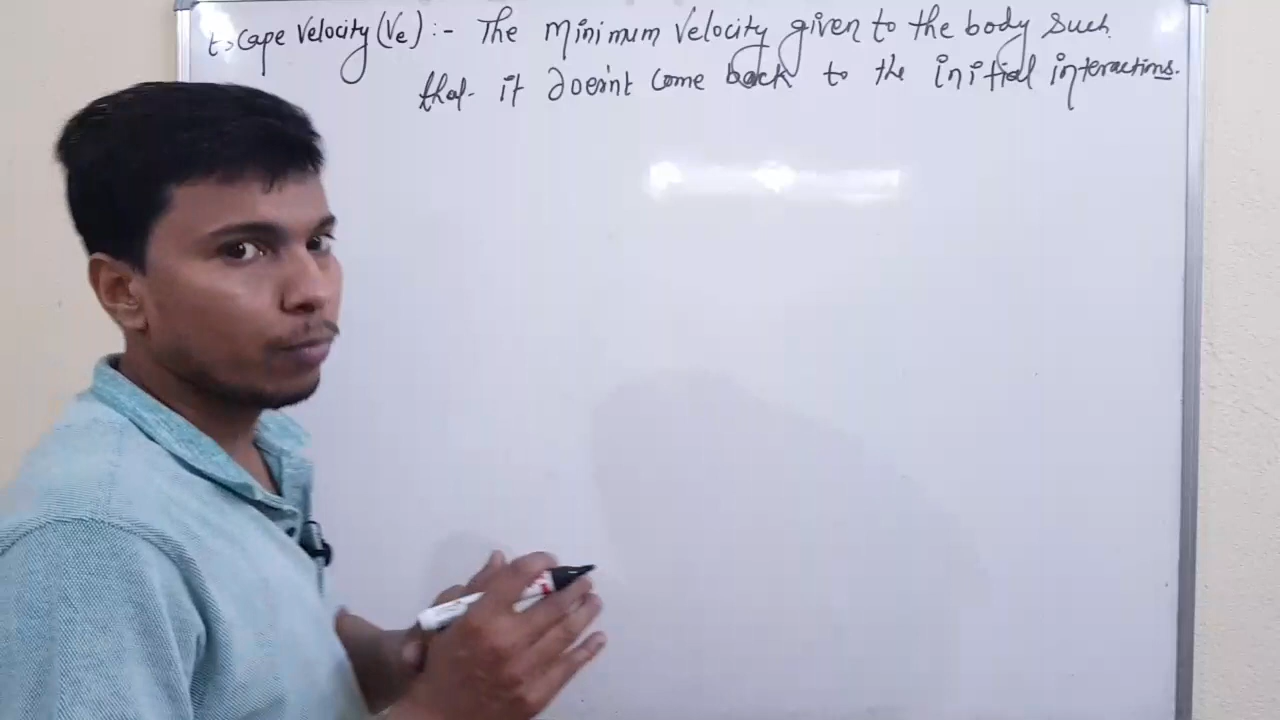 Escape Velocity (Ve) :- The minimum Velocity given to the body such
that it doesn't come back to the initial interactions.